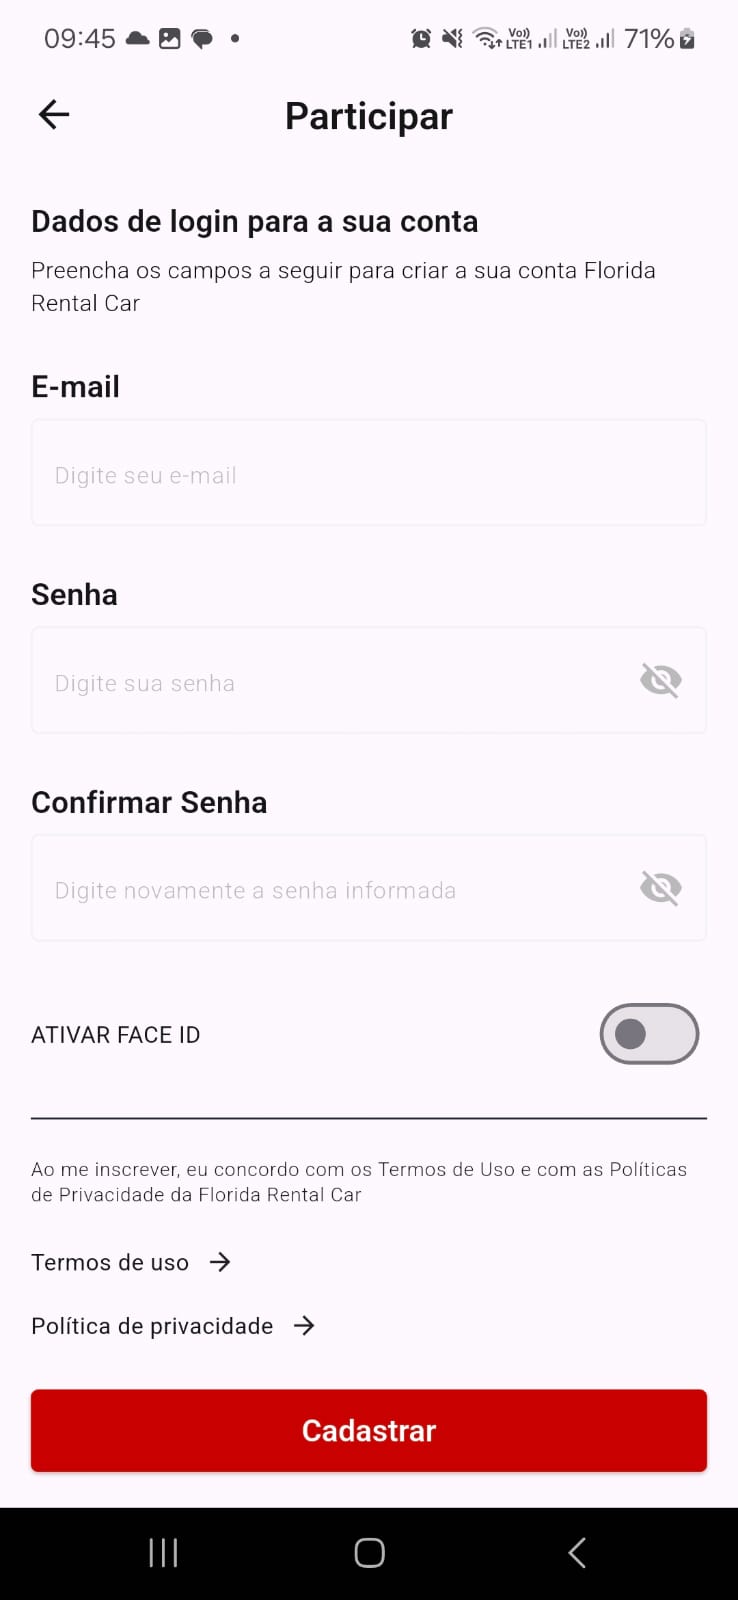 09:45
Vo)) LTE1 Vo)) LTE2 71%
Participar
Dados de login para a sua conta
Preencha os campos a seguir para criar a sua conta Florida
Rental Car
E-mail
Digite seu e-mail
Senha
Digite sua senha
Confirmar Senha
Digite novamente a senha informada
ATIVAR FACE ID
Ao me inscrever, eu concordo com os Termos de Uso e com as Políticas
de Privacidade da Florida Rental Car
Termos de uso
Política de privacidade
Cadastrar